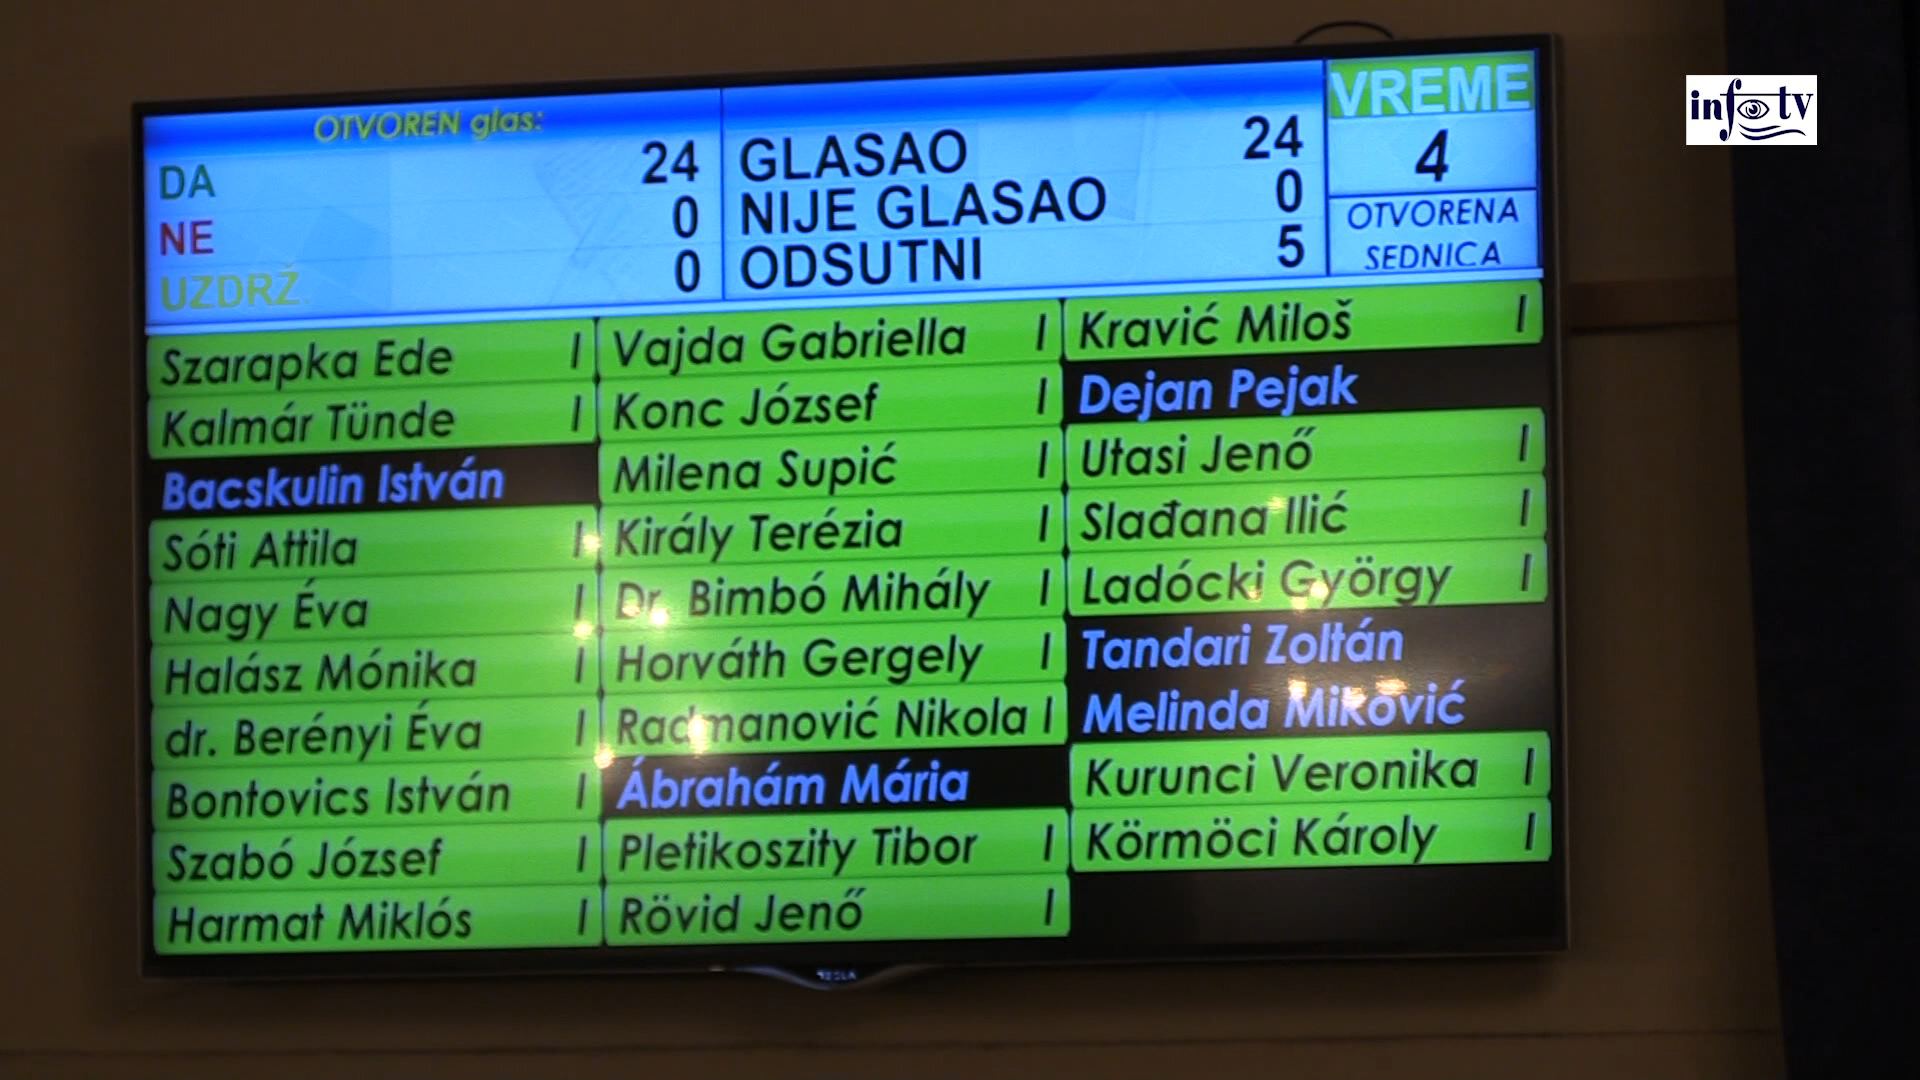 OTVOREN glas:
DA 24
NE 0
UZDRŽ. 0
GLASAO 24
NIJE GLASAO 0
ODSUTNI 5
VREME
4
OTVORENA
SEDNICA
info tv
Szarapka Ede I
Kalmár Tünde I
Bacskulin István
Sóti Attila I
Nagy Éva I
Halász Mónika I
dr. Berényi Éva I
Bontovics István I
Szabó József I
Harmat Miklós I
Vajda Gabriella I
Konc József I
Milena Supić I
Király Terézia I
Dr. Bimbó Mihály I
Horváth Gergely I
Radmanović Nikola I
Ábrahám Mária
Pletikoszity Tibor I
Rövid Jenő I
Kravić Miloš I
Dejan Pejak
Utasi Jenő I
Slađana Ilić I
Ladócki György I
Tandari Zoltán
Melinda Miković
Kurunci Veronika I
Körmöci Károly I